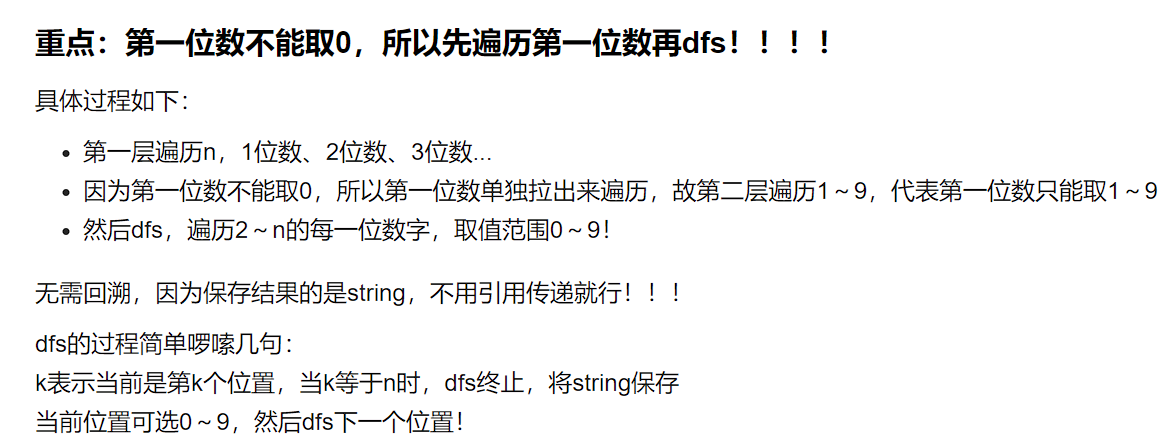 重点：第一位数不能取0，所以先遍历第一位数再dfs！！！！
具体过程如下：
• 第一层遍历n，1位数、2位数、3位数...
• 因为第一位数不能取0，所以第一位数单独拉出来遍历，故第二层遍历1～9，代表第一位数只能取1～9
• 然后dfs，遍历2～n的每一位数字，取值范围0～9！
无需回溯，因为保存结果的是string，不用引用传递就行！！！
dfs的过程简单啰嗦几句：
k表示当前是第k个位置，当k等于n时，dfs终止，将string保存
当前位置可选0～9，然后dfs下一个位置！